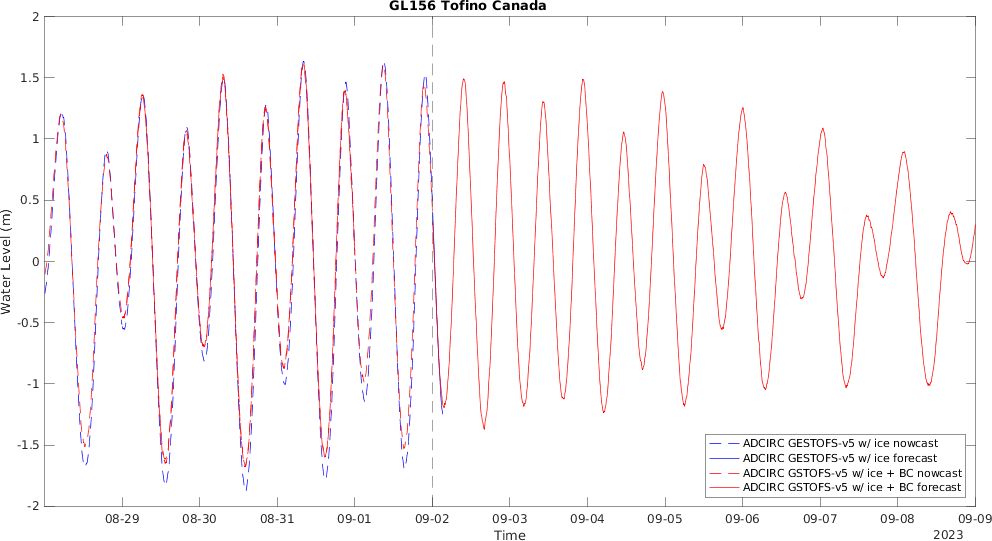 GL156 Tofino Canada
2
1.5
1
0.5
0
-0.5
-1
-1.5
-2
Water Level (m)
ADCIRC GESTOFS-v5 w/ ice nowcast
ADCIRC GESTOFS-v5 w/ ice forecast
ADCIRC GSTOFS-v5 w/ ice + BC nowcast
ADCIRC GSTOFS-v5 w/ ice + BC forecast
08-29 08-30 08-31 09-01 09-02 09-03 09-04 09-05 09-06 09-07 09-08 09-09
Time
2023